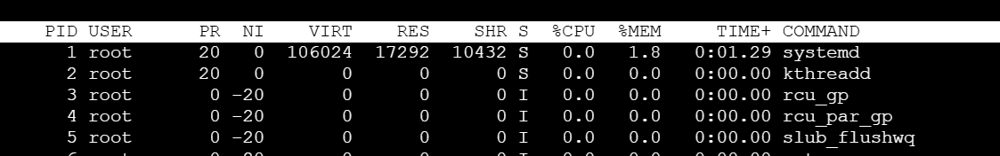 PID USER PR NI VIRT RES SHR S %CPU %MEM TIME+ COMMAND
1 root 20 0 106024 17292 10432 S 0.0 1.8 0:01.29 systemd
2 root 20 0 0 0 0 S 0.0 0.0 0:00.00 kthreadd
3 root 0 -20 0 0 0 I 0.0 0.0 0:00.00 rcu_gp
4 root 0 -20 0 0 0 I 0.0 0.0 0:00.00 rcu_par_gp
5 root 0 -20 0 0 0 I 0.0 0.0 0:00.00 slub_flushwq